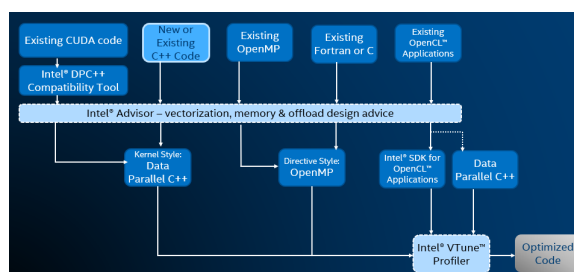 Existing CUDA code
New or
Existing
C++ Code
Existing
OpenMP
Existing
Fortran or C
Existing
OpenCL™
Applications
Intel® DPC++
Compatibility Tool
Intel® Advisor – vectorization, memory & offload design advice
Kernel Style:
Data
Parallel C++
Directive Style:
OpenMP
Intel® SDK for
OpenCL™
Applications
Data
Parallel C++
Intel® VTune™
Profiler
Optimized
Code